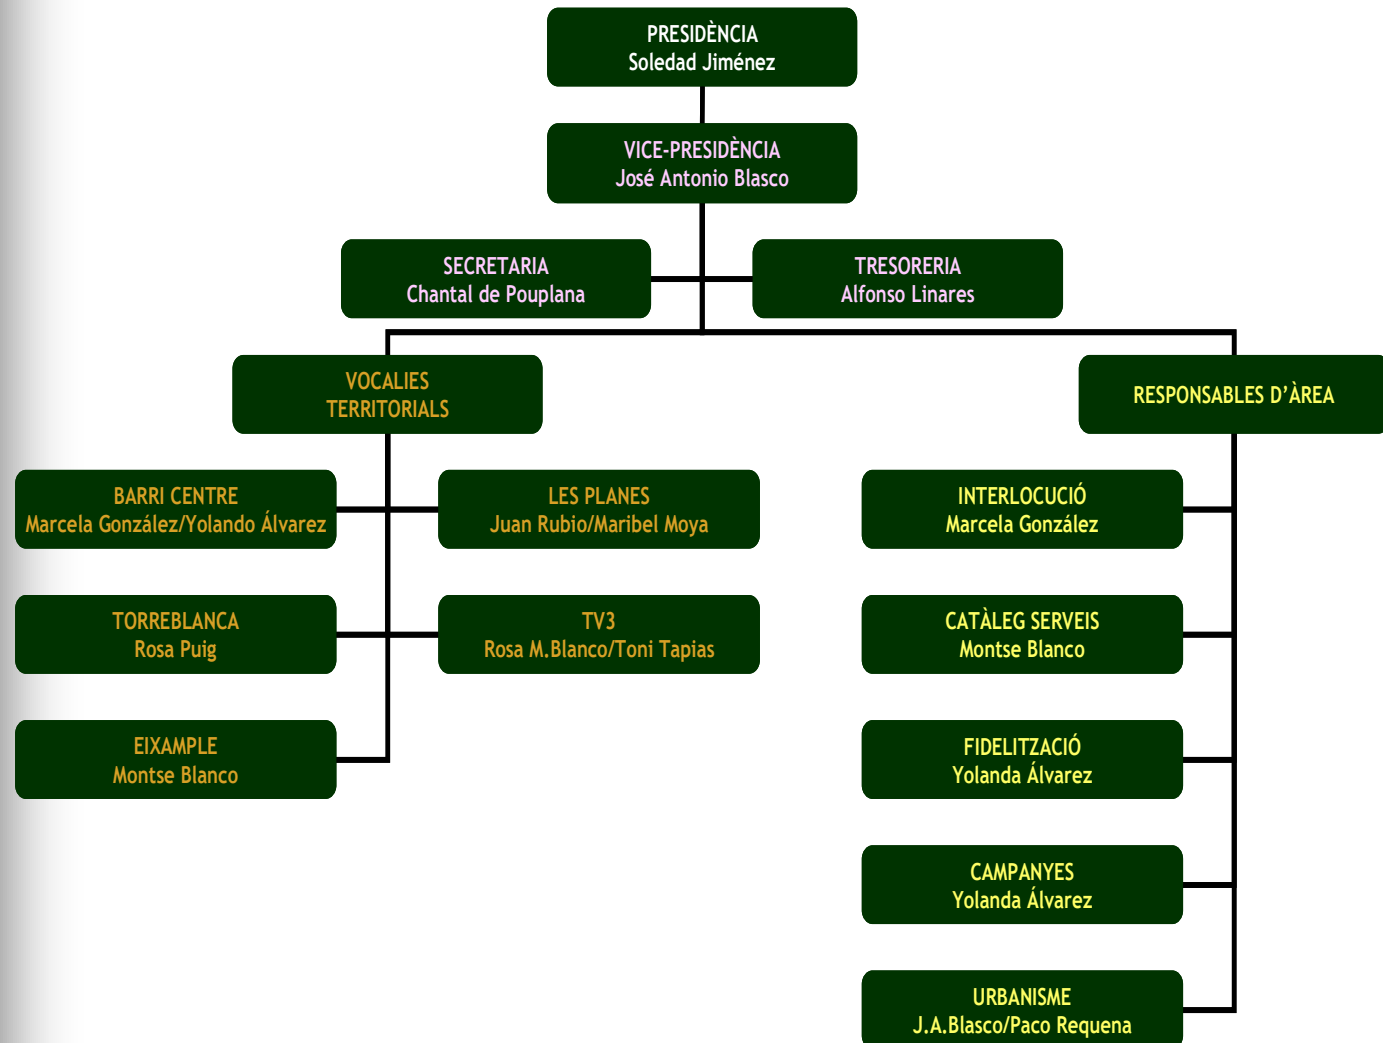 PRESIDÈNCIA
Soledad Jiménez
VICE-PRESIDÈNCIA
José Antonio Blasco
SECRETARIA
Chantal de Pouplana
TRESORERIA
Alfonso Linares
VOCALIES
TERRITORIALS
RESPONSABLES D’ÀREA
BARRI CENTRE
Marcela González/Yolando Álvarez
LES PLANES
Juan Rubio/Maribel Moya
INTERLOCUCIÓ
Marcela González
TORREBLANCA
Rosa Puig
TV3
Rosa M.Blanco/Toni Tapias
CATÀLEG SERVEIS
Montse Blanco
EIXAMPLE
Montse Blanco
FIDELITZACIÓ
Yolanda Álvarez
CAMPANYES
Yolanda Álvarez
URBANISME
J.A.Blasco/Paco Requena